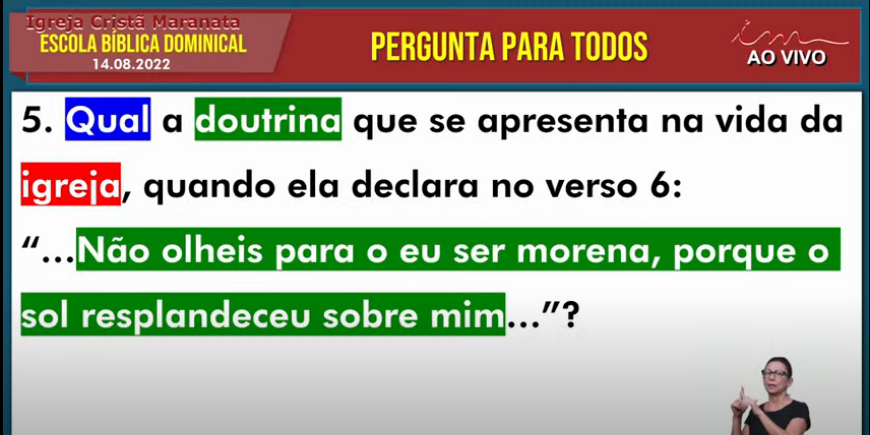 Igreja Cristã Maranata
ESCOLA BÍBLICA DOMINICAL
14.08.2022
PERGUNTA PARA TODOS
AO VIVO
5. Qual a doutrina que se apresenta na vida da
igreja, quando ela declara no verso 6:
“...Não olheis para o eu ser morena, porque o
sol resplandeceu sobre mim...”?